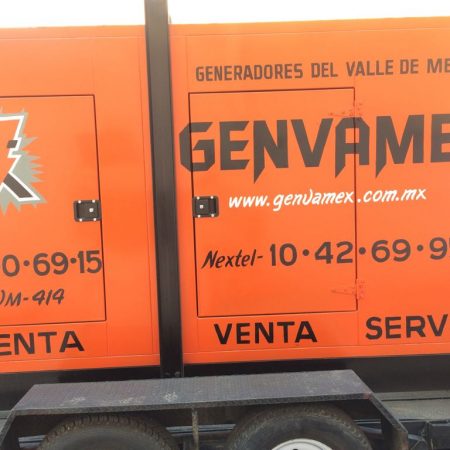 GENERADORES DEL VALLE DE ME
GENVAME
www.genvamex.com.mx
0•69•15
Nextel- 10•42•69•9
M-414
ENTA
VENTA SERV